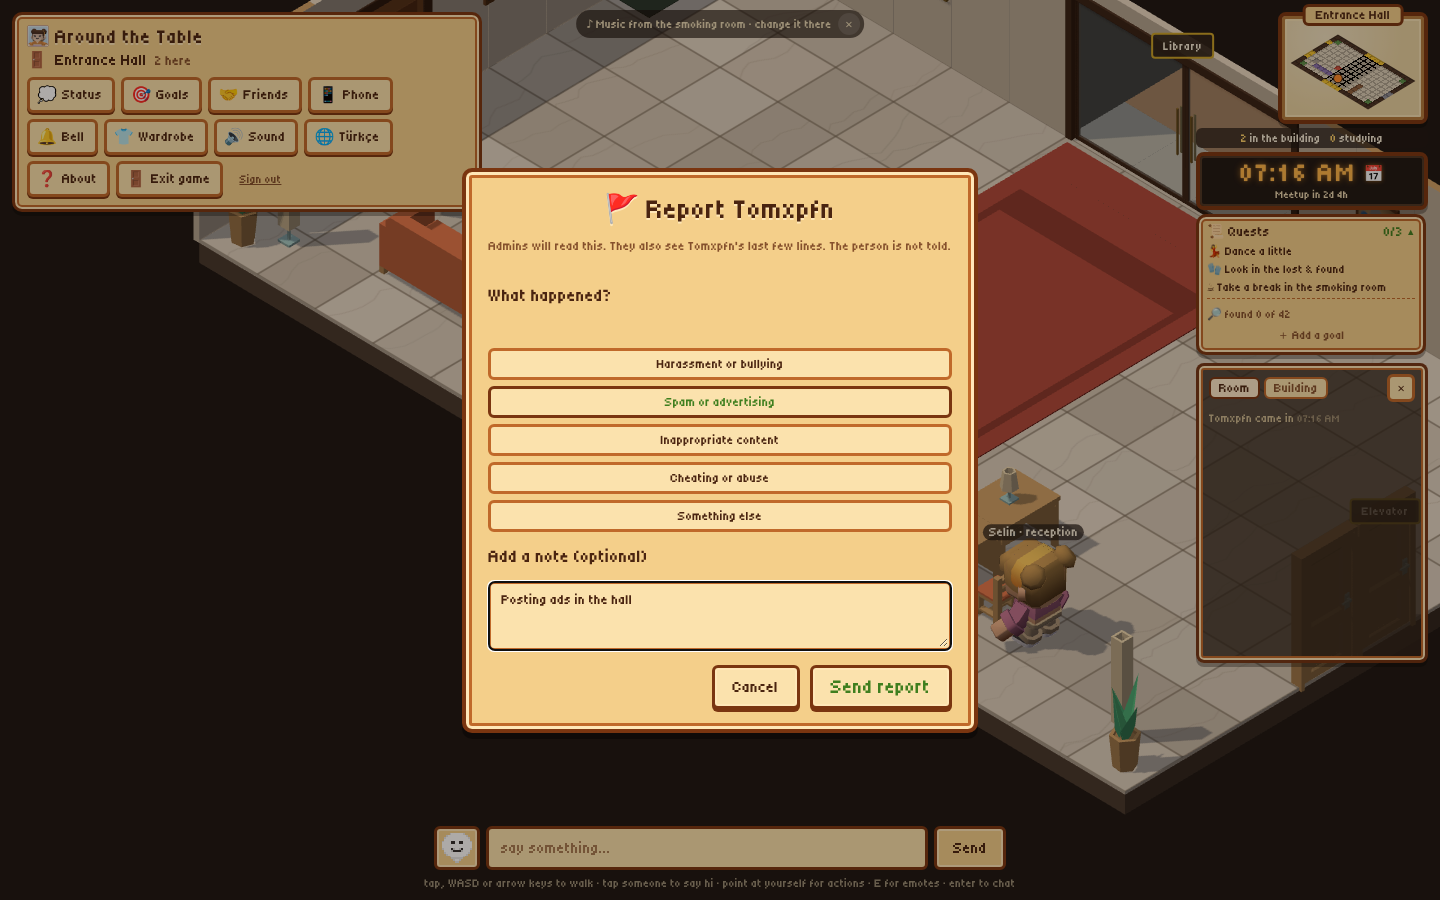 Around the Table
Entrance Hall 2 here
Status
Goals
Friends
Phone
Bell
Wardrobe
Sound
Türkçe
About
Exit game
Sign out
♪ Music from the smoking room · change it there ×
Library
Entrance Hall
2 in the building 0 studying
07:16 AM
17
Meetup in 2d 4h
Quests 0/3 ▲
Dance a little
Look in the lost & found
Take a break in the smoking room
found 0 of 42
+ Add a goal
Room
Building
×
Tomxpfn came in 07:16 AM
Elevator
Selin · reception
Report Tomxpfn
Admins will read this. They also see Tomxpfn's last few lines. The person is not told.
What happened?
Harassment or bullying
Spam or advertising
Inappropriate content
Cheating or abuse
Something else
Add a note (optional)
Posting ads in the hall
Cancel
Send report
say something...
Send
tap, WASD or arrow keys to walk · tap someone to say hi · point at yourself for actions · E for emotes · enter to chat